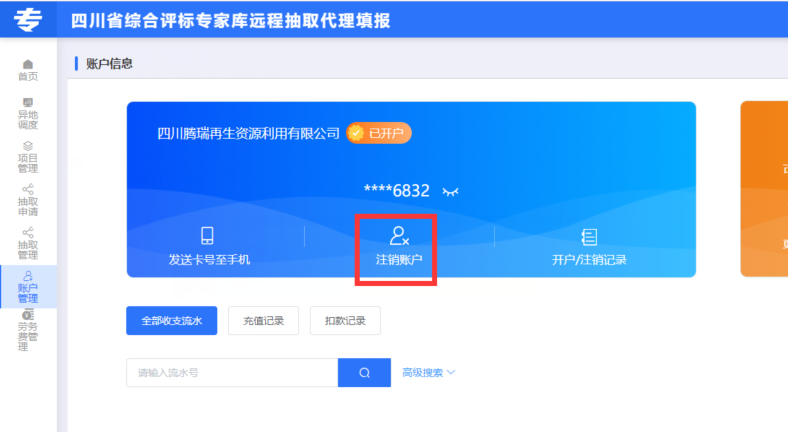 四川省综合评标专家库远程抽取代理填报
首页
异地
调度
项目
管理
抽取
申请
抽取
管理
账户
管理
劳务
费管
理
账户信息
四川腾瑞再生资源利用有限公司 已开户
****6832
发送卡号至手机 注销账户 开户/注销记录
全部收支流水 充值记录 扣款记录
请输入流水号 高级搜索